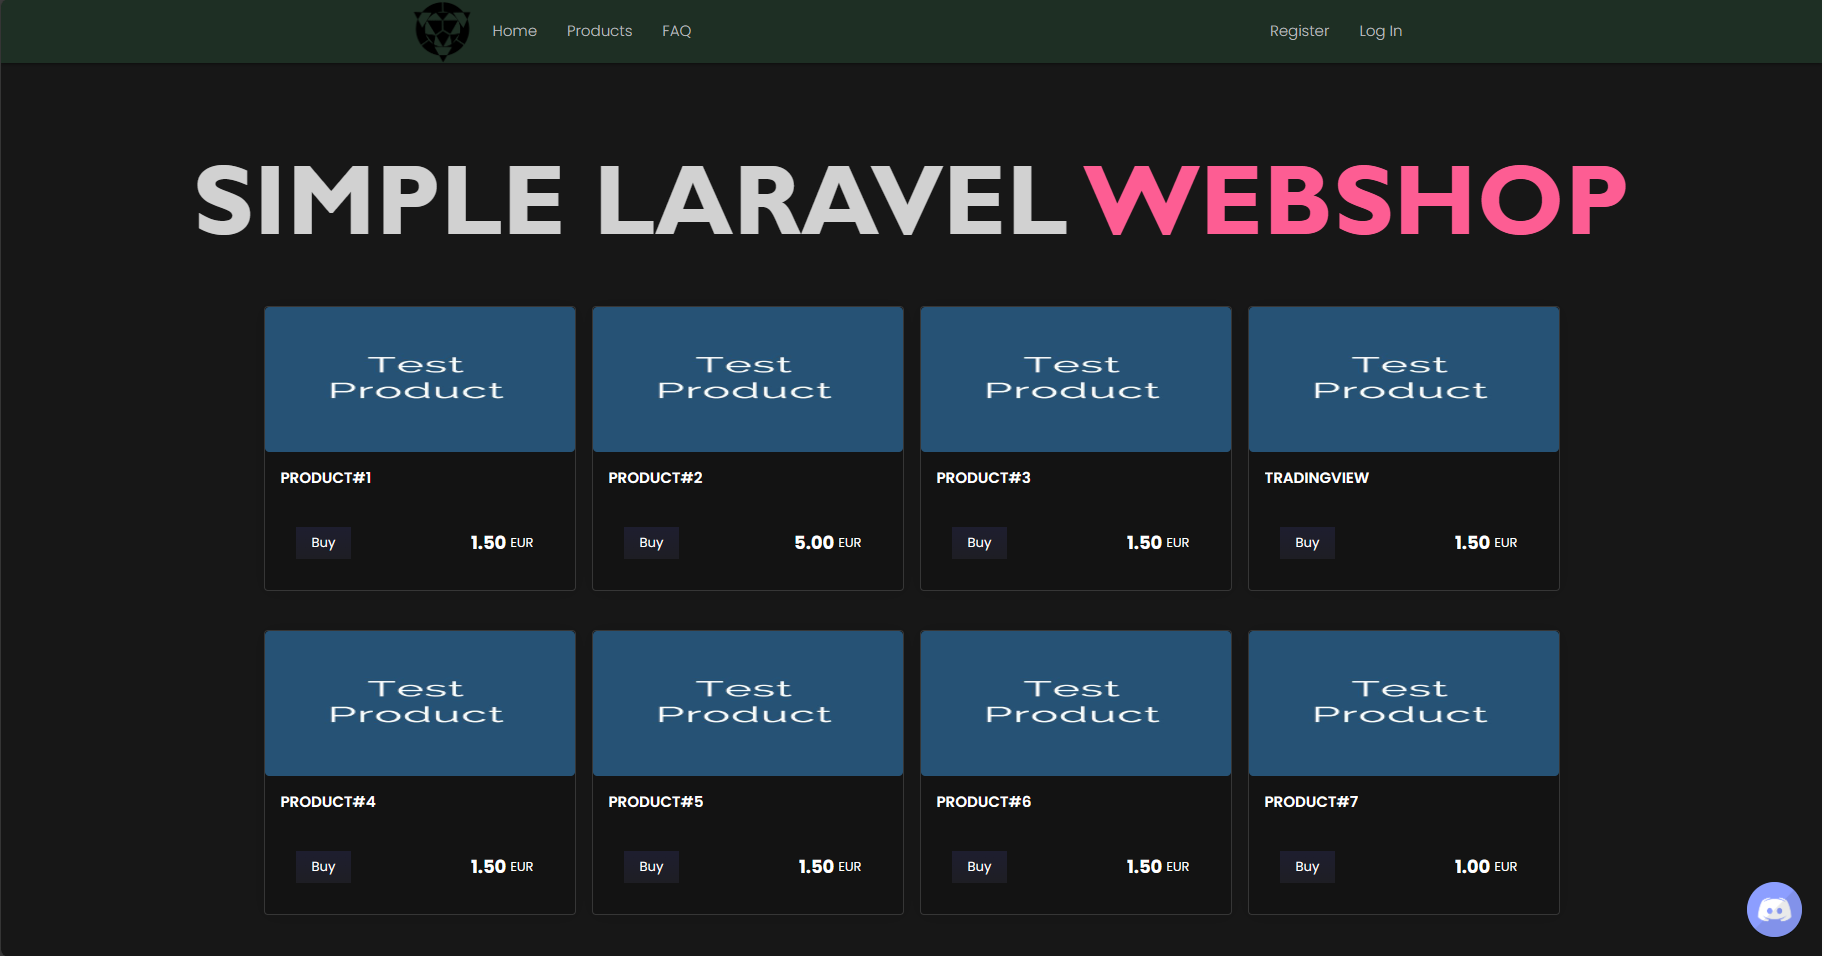 Home Products FAQ Register Log In
SIMPLE LARAVEL WEBSHOP
Test Test Test Test
Product Product Product Product
PRODUCT#1 PRODUCT#2 PRODUCT#3 TRADINGVIEW
Buy 1.50 EUR Buy 5.00 EUR Buy 1.50 EUR Buy 1.50 EUR
Test Test Test Test
Product Product Product Product
PRODUCT#4 PRODUCT#5 PRODUCT#6 PRODUCT#7
Buy 1.50 EUR Buy 1.50 EUR Buy 1.50 EUR Buy 1.00 EUR